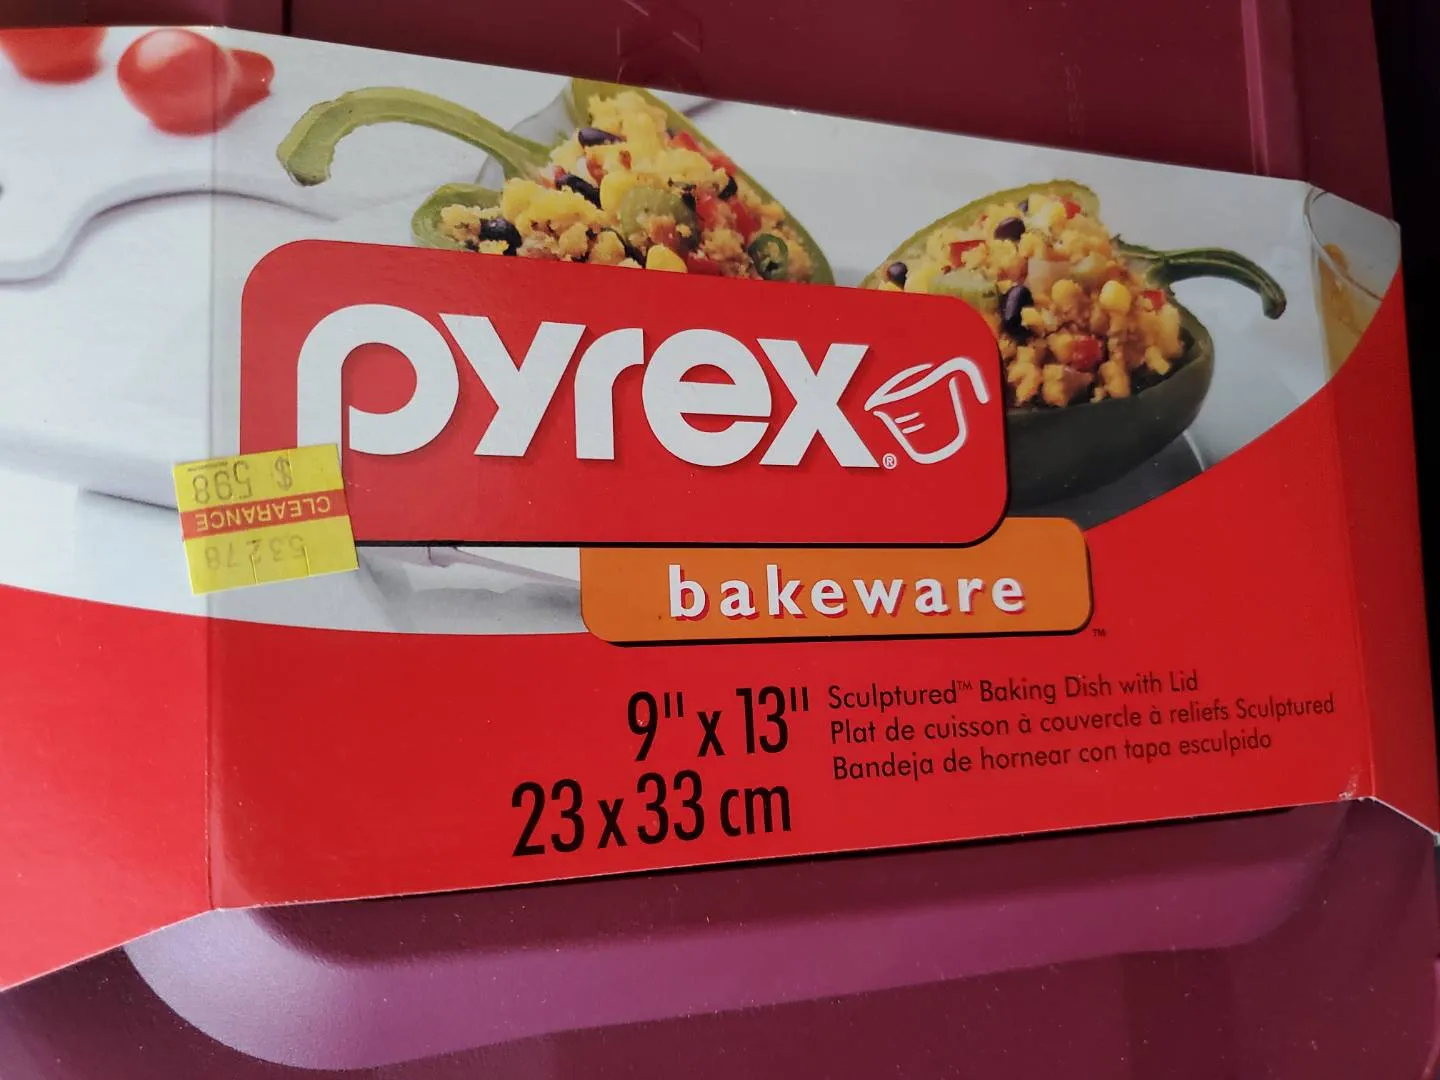 pyrex®
53278
CLEARANCE
$ 598
bakeware™
9" x 13"
23 x 33 cm
Sculptured™ Baking Dish with Lid
Plat de cuisson à couvercle à reliefs Sculptured
Bandeja de hornear con tapa esculpido